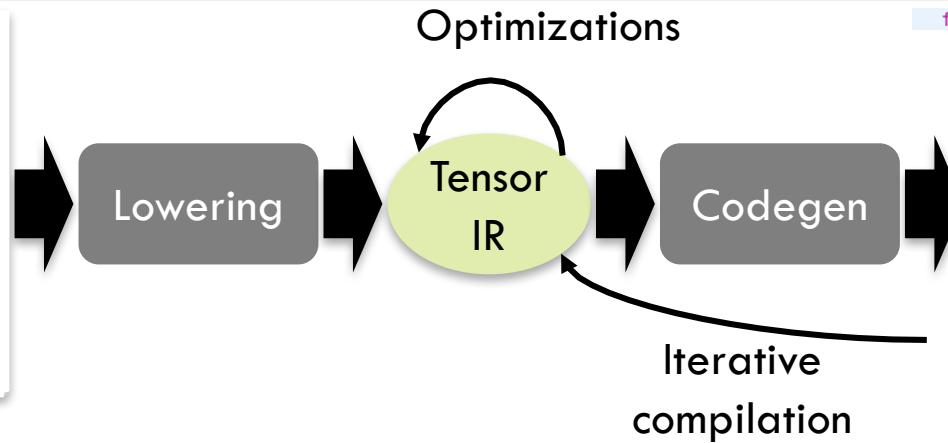 Optimizations
f
Lowering
Tensor
IR
Codegen
Iterative
compilation